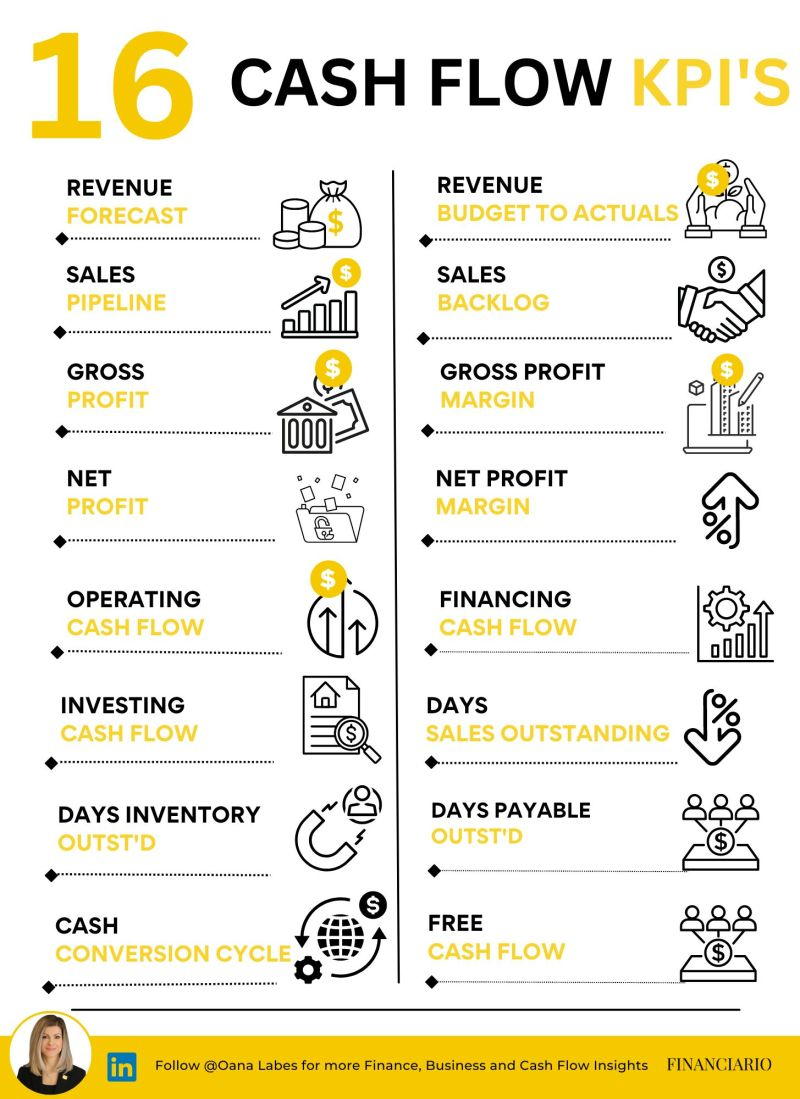 16 CASH FLOW KPI'S
REVENUE
FORECAST
REVENUE
BUDGET TO ACTUALS
SALES
PIPELINE
SALES
BACKLOG
GROSS
PROFIT
GROSS PROFIT
MARGIN
NET
PROFIT
NET PROFIT
MARGIN
OPERATING
CASH FLOW
FINANCING
CASH FLOW
INVESTING
CASH FLOW
DAYS
SALES OUTSTANDING
DAYS INVENTORY
OUTST'D
DAYS PAYABLE
OUTST'D
CASH
CONVERSION CYCLE
FREE
CASH FLOW
in Follow @Oana Labes for more Finance, Business and Cash Flow Insights FINANCIARIO